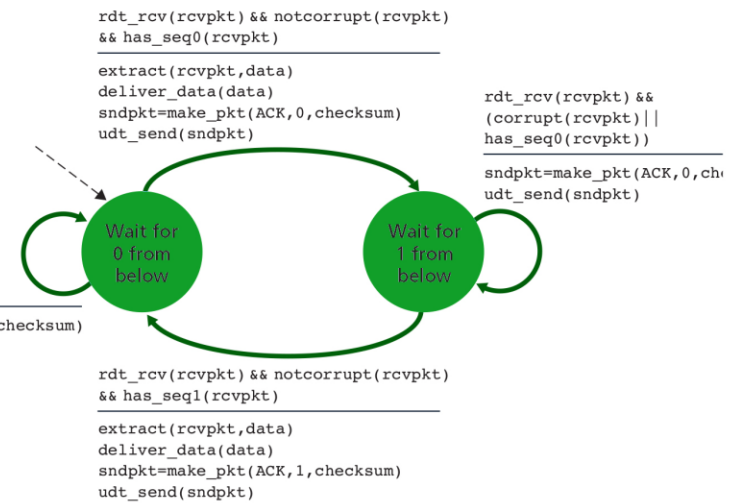 rdt_rcv(rcvpkt) && notcorrupt(rcvpkt)
&& has_seq0(rcvpkt)
extract(rcvpkt,data)
deliver_data(data)
sndpkt=make_pkt(ACK,0,checksum)
udt_send(sndpkt)
rdt_rcv(rcvpkt) &&
(corrupt(rcvpkt)||
has_seq0(rcvpkt))
sndpkt=make_pkt(ACK,0,che
udt_send(sndpkt)
Wait for
0 from
below
Wait for
1 from
below
checksum)
rdt_rcv(rcvpkt) && notcorrupt(rcvpkt)
&& has_seq1(rcvpkt)
extract(rcvpkt,data)
deliver_data(data)
sndpkt=make_pkt(ACK,1,checksum)
udt_send(sndpkt)